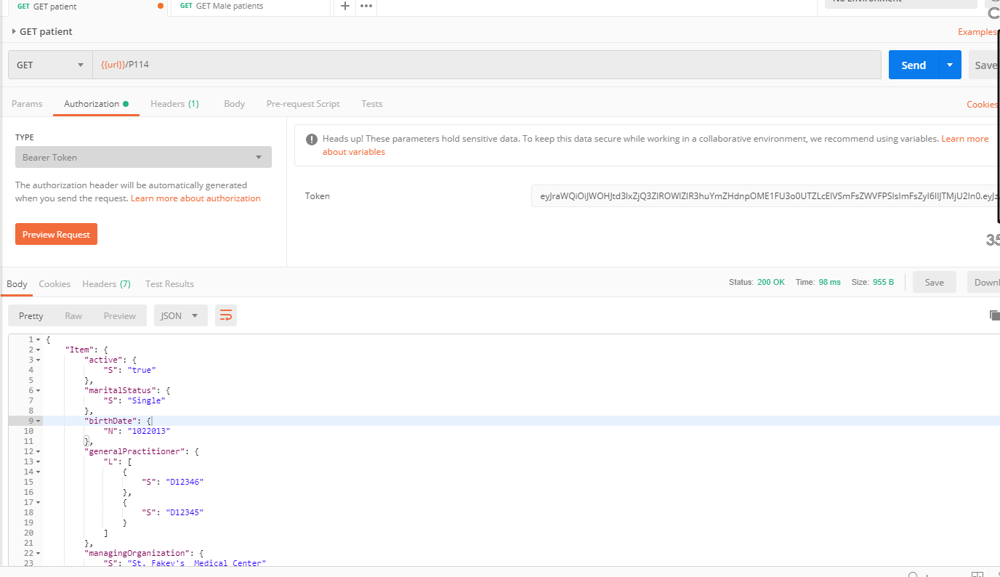 GET GET patient
GET GET Male patients
+ •••
No Environment
GET patient
Examples
GET
{{url}}/P114
Send
Save
Params Authorization Headers (1) Body Pre-request Script Tests
Cookies
TYPE
Bearer Token
The authorization header will be automatically generated
when you send the request. Learn more about authorization
Preview Request
Heads up! These parameters hold sensitive data. To keep this data secure while working in a collaborative environment, we recommend using variables. Learn more
about variables
Token
35
Body Cookies Headers (7) Test Results
Status: 200 OK Time: 98 ms Size: 955 B
Save
Downl
Pretty Raw Preview JSON
1 {
2 "Item": {
3 "active": {
4 "S": "true"
5 },
6 "maritalStatus": {
7 "S": "Single"
8 },
9 "birthDate": {
10 "N": "1022013"
11 },
12 "generalPractitioner": {
13 "L": [
14 {
15 "S": "D12346"
16 },
17 {
18 "S": "D12345"
19 }
20 ]
21 },
22 "managingOrganization": {
23 "S": "St. Fakey's Medical Center"